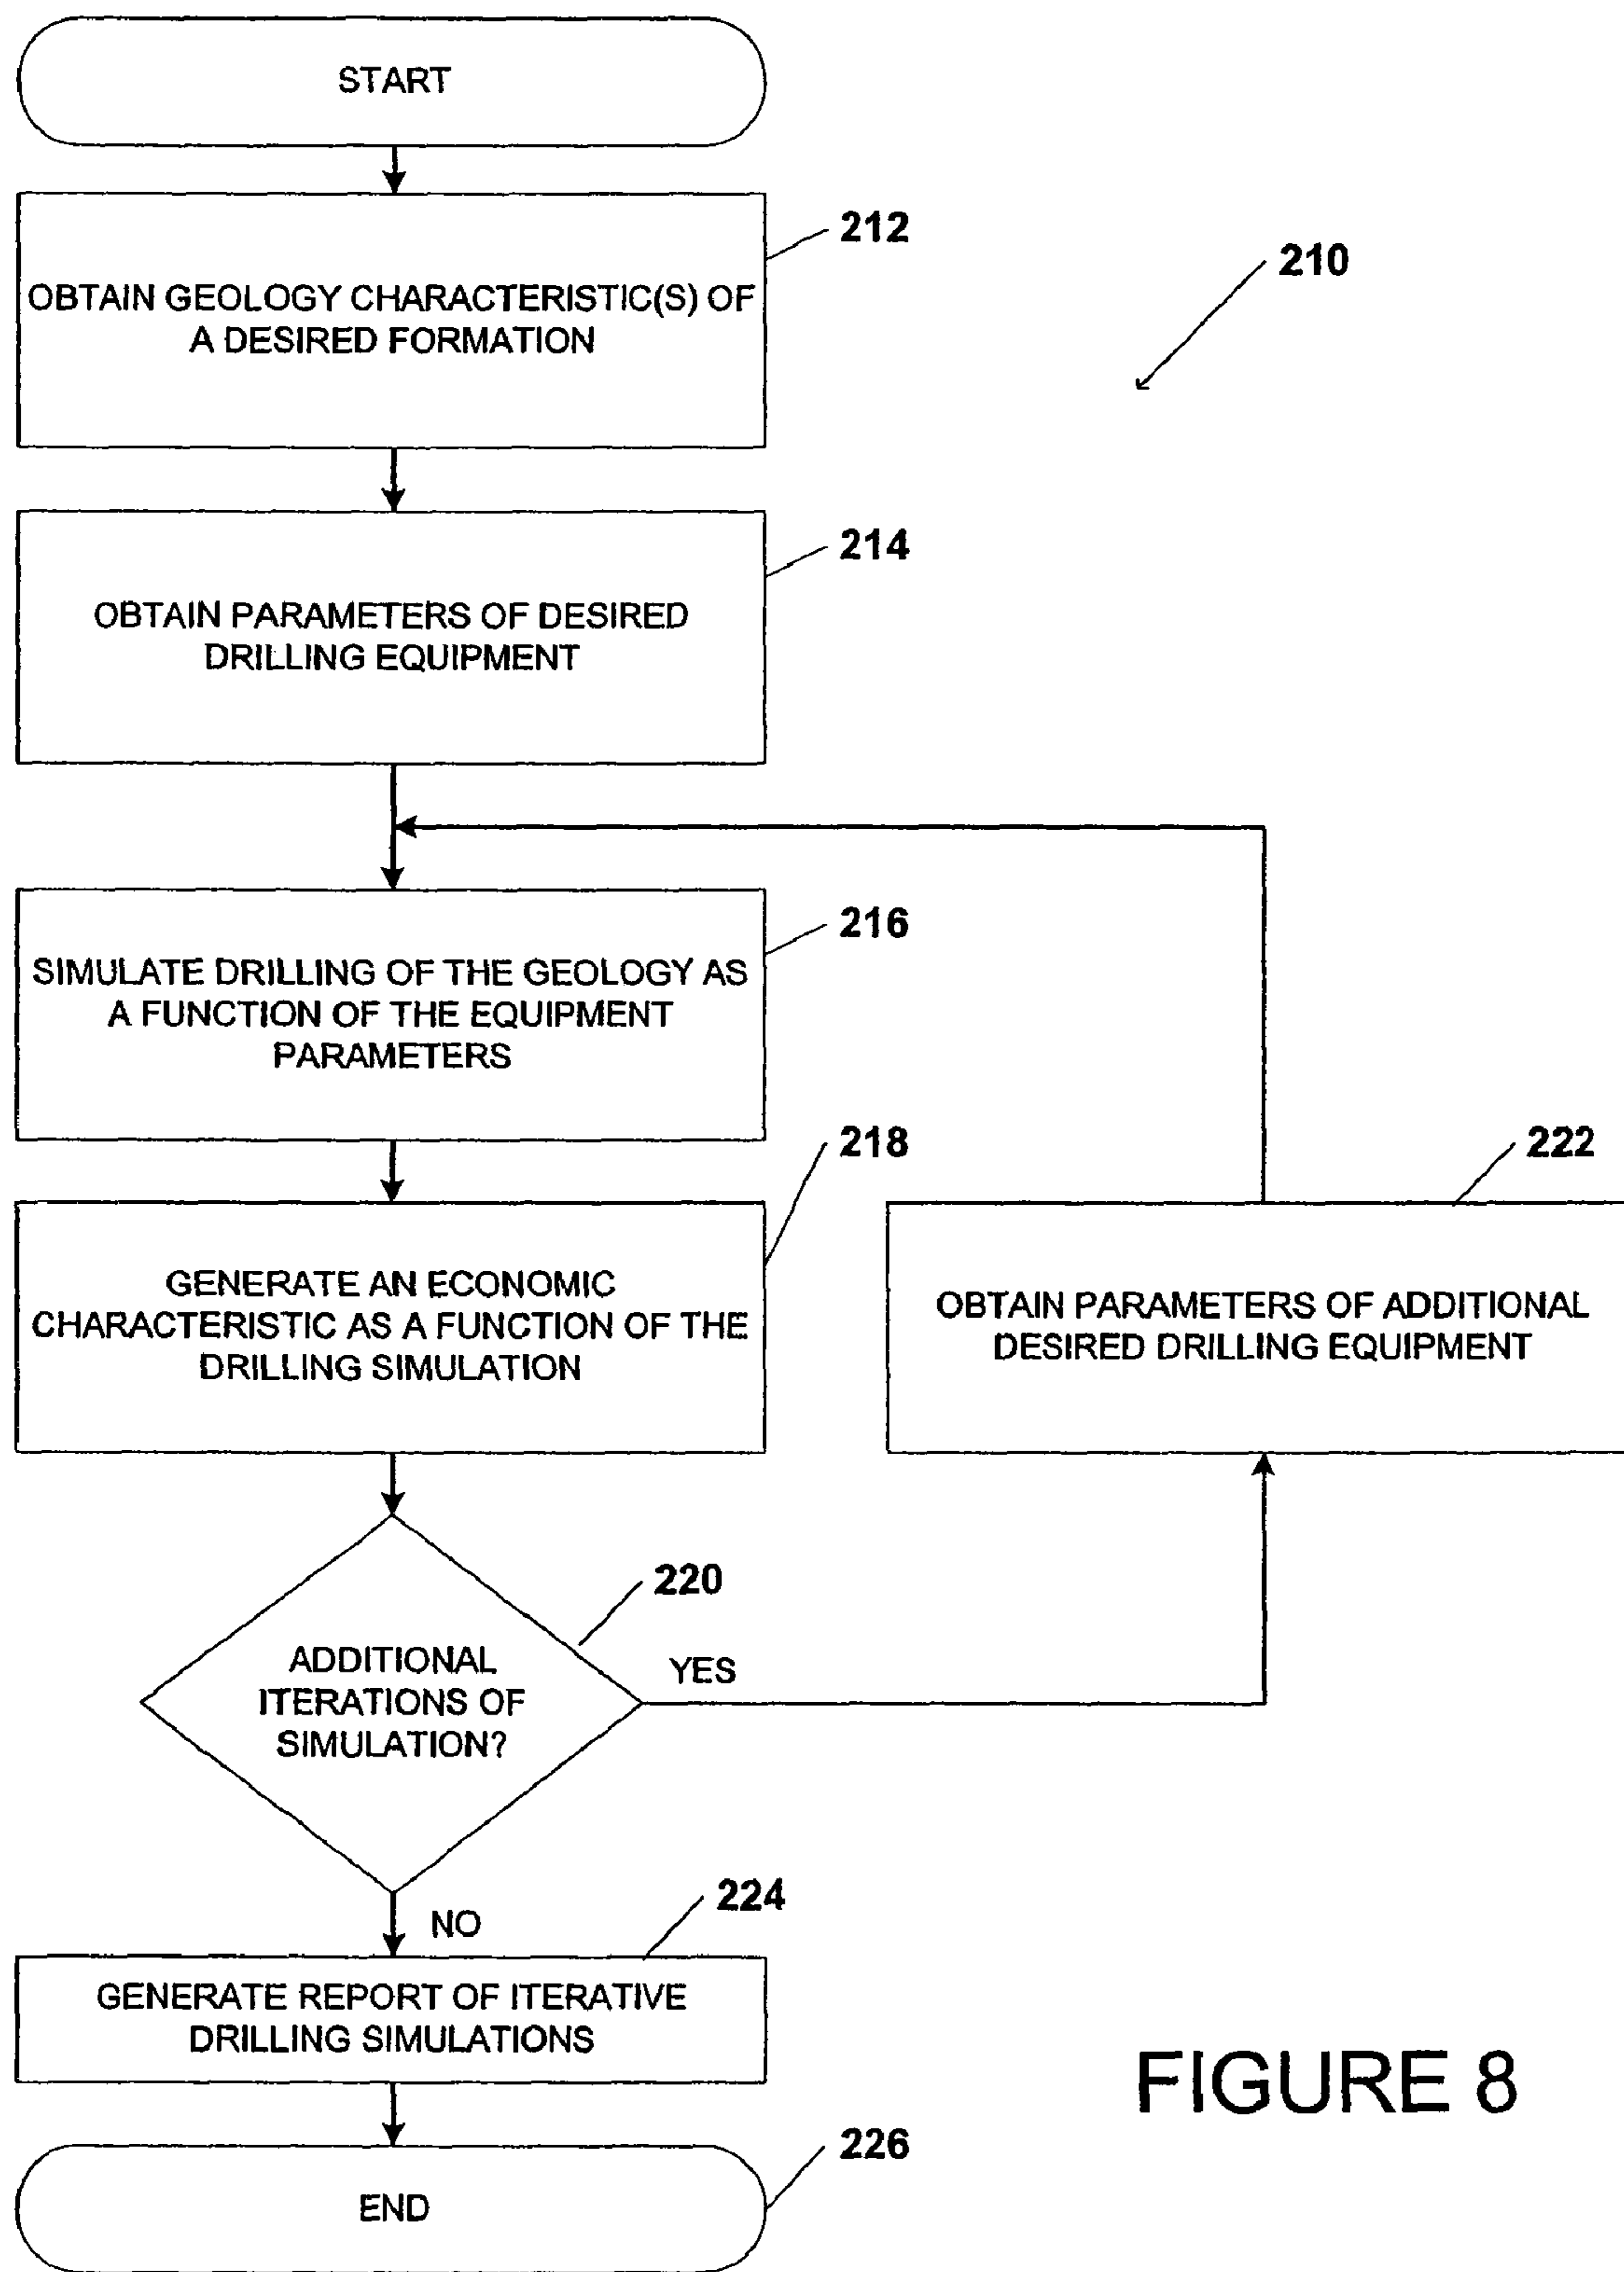 START
212
210
OBTAIN GEOLOGY CHARACTERISTIC(S) OF
A DESIRED FORMATION
214
OBTAIN PARAMETERS OF DESIRED
DRILLING EQUIPMENT
216
SIMULATE DRILLING OF THE GEOLOGY AS
A FUNCTION OF THE EQUIPMENT
PARAMETERS
218
222
GENERATE AN ECONOMIC
CHARACTERISTIC AS A FUNCTION OF THE
DRILLING SIMULATION
OBTAIN PARAMETERS OF ADDITIONAL
DESIRED DRILLING EQUIPMENT
220
ADDITIONAL
ITERATIONS OF
SIMULATION?
YES
NO
224
GENERATE REPORT OF ITERATIVE
DRILLING SIMULATIONS
226
END
FIGURE 8